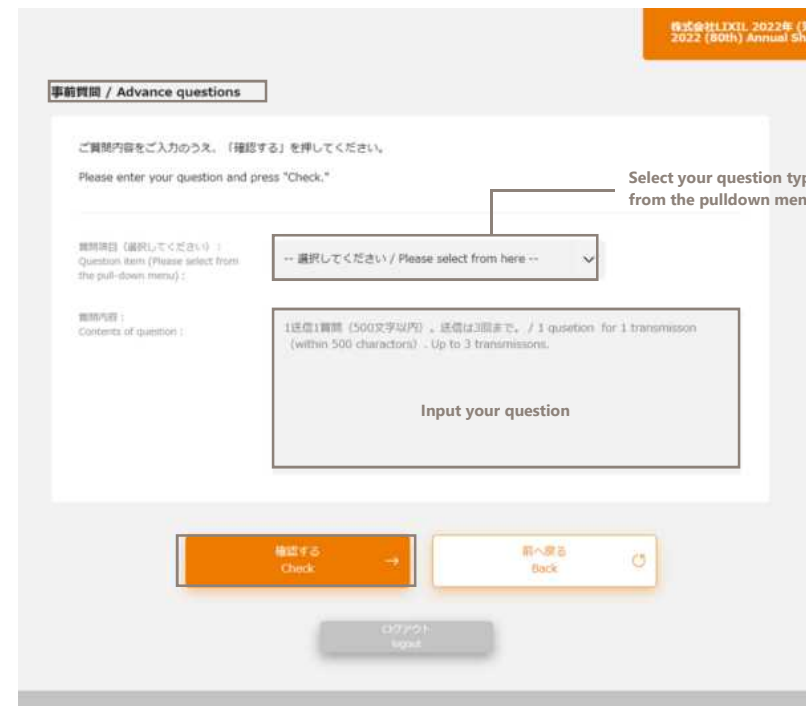 株式会社LIXIL 2022年
2022 (80th) Annual
事前質問 / Advance questions
ご質問内容をご入力のうえ、「確認する」を押してください。
Please enter your question and press "Check."
Select your question
from the pulldown
質問項目（選択してください）：
Question item (Please select from
the pull-down menu) :
-- 選択してください / Please select from here --
質問内容：
Contents of question :
1送信1質問（500文字以内）、送信は3回まで。 / 1 qusetion for 1 transmisson
(within 500 charactors) . Up to 3 transmissons.
Input your question
確認する
Check
前へ戻る
Back
ログアウト
logout